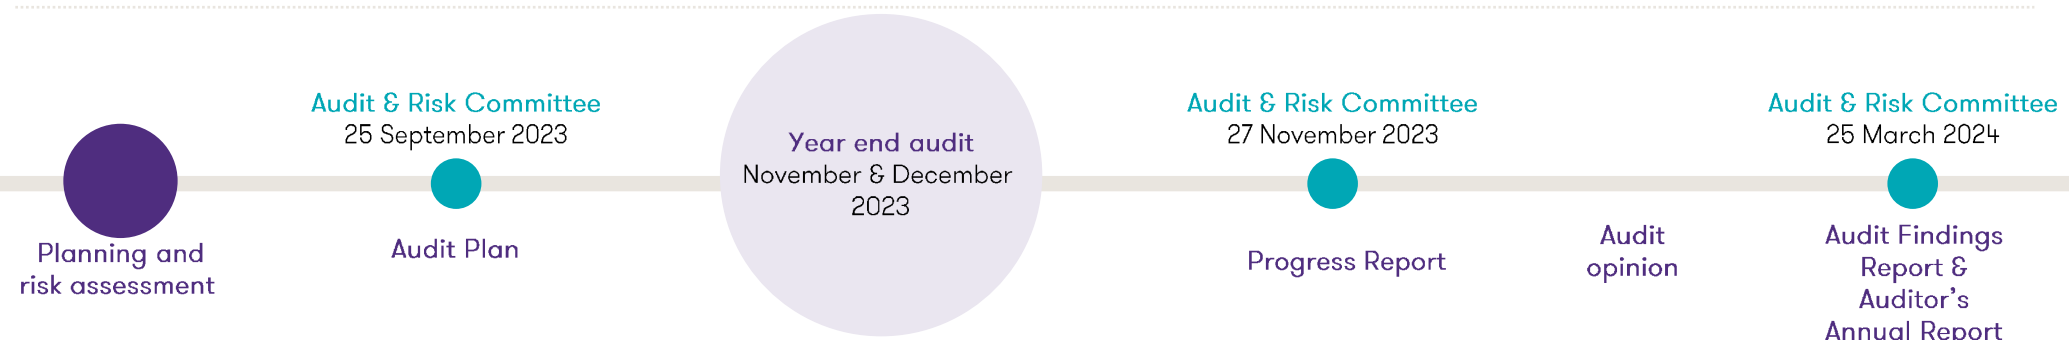 Planning and
risk assessment
Audit & Risk Committee
25 September 2023
Audit Plan
Year end audit
November & December
2023
Audit & Risk Committee
27 November 2023
Progress Report
Audit
opinion
Audit & Risk Committee
25 March 2024
Audit Findings
Report &
Auditor’s
Annual Report